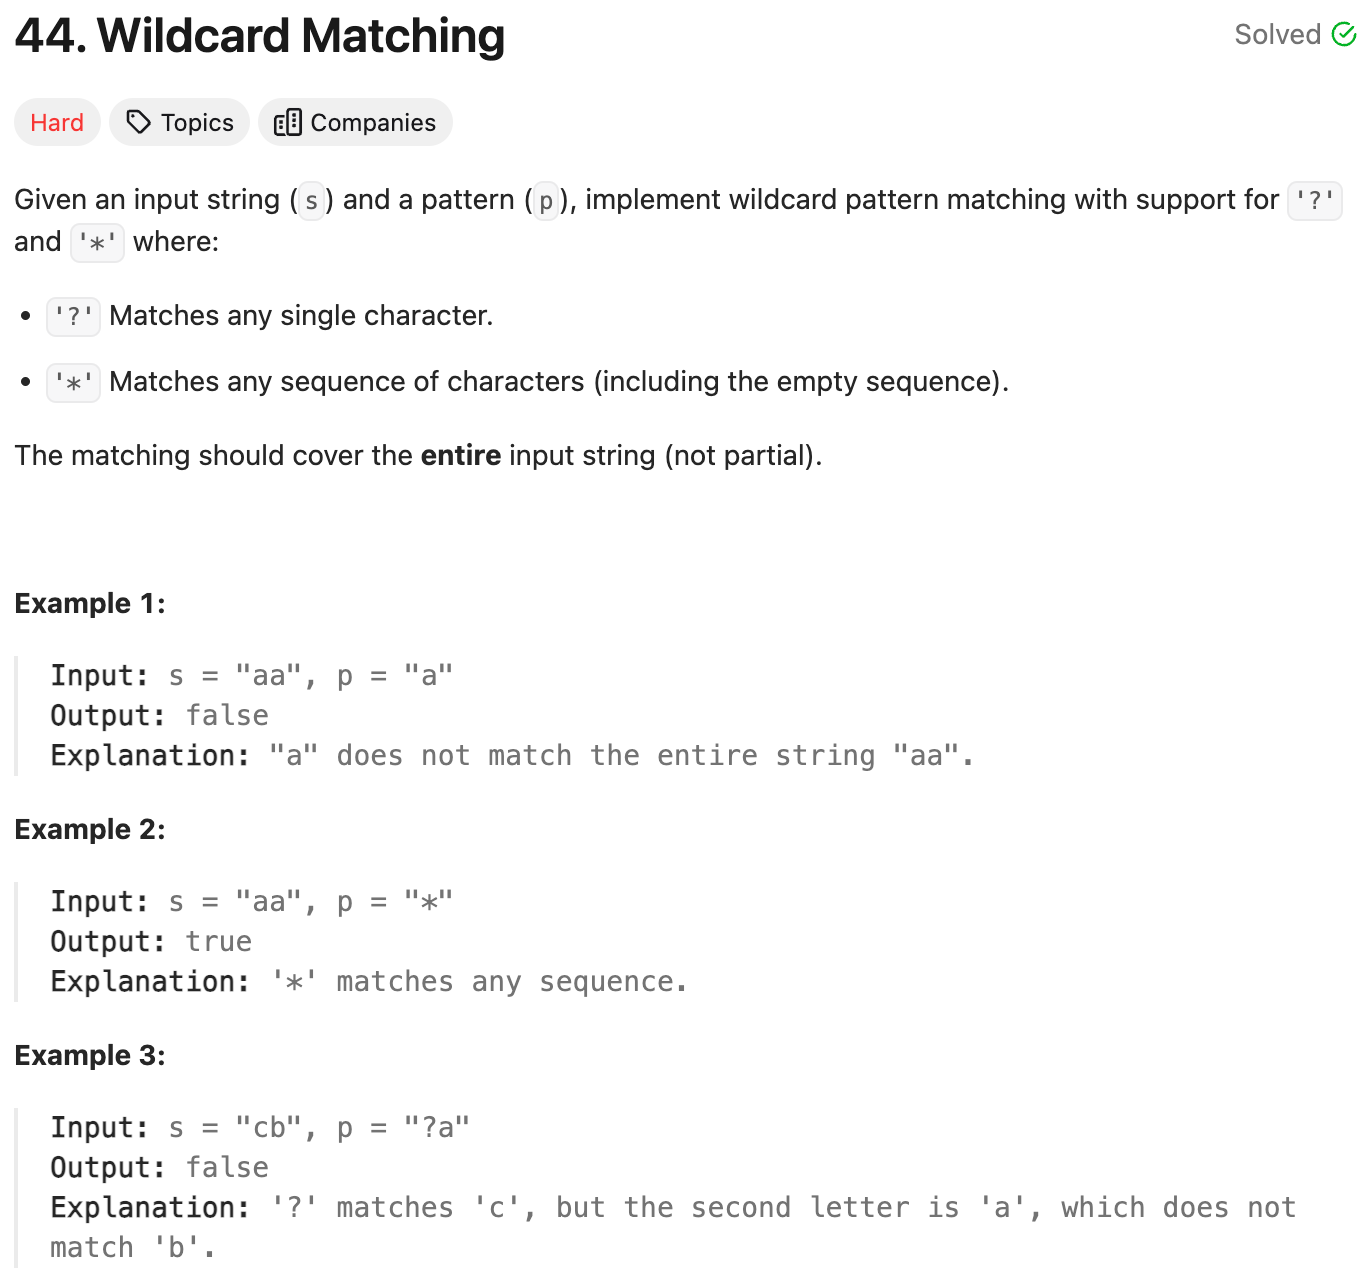 44. Wildcard Matching
Solved
Hard
Topics
Companies
Given an input string (s) and a pattern (p), implement wildcard pattern matching with support for '?'
and '*' where:
• '?' Matches any single character.
• '*' Matches any sequence of characters (including the empty sequence).
The matching should cover the entire input string (not partial).
Example 1:
Input: s = "aa", p = "a"
Output: false
Explanation: "a" does not match the entire string "aa".
Example 2:
Input: s = "aa", p = "*"
Output: true
Explanation: '*' matches any sequence.
Example 3:
Input: s = "cb", p = "?a"
Output: false
Explanation: '?' matches 'c', but the second letter is 'a', which does not
match 'b'.